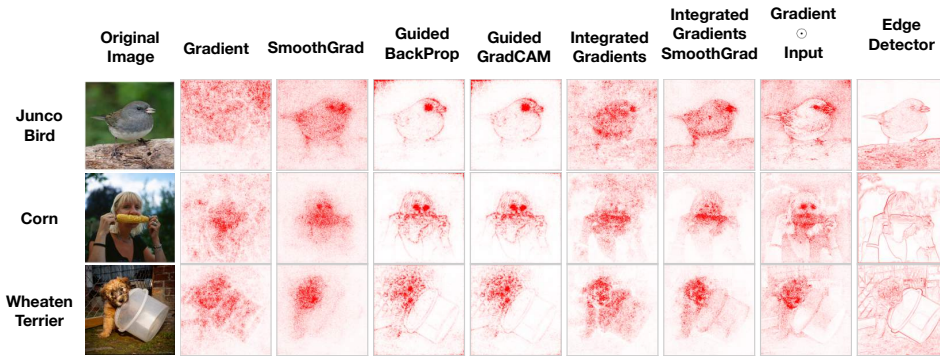 Original
Image
Gradient
SmoothGrad
Guided
BackProp
Guided
GradCAM
Integrated
Gradients
Integrated
Gradients
SmoothGrad
Gradient
⊙
Input
Edge
Detector
Junco
Bird
Corn
Wheaten
Terrier